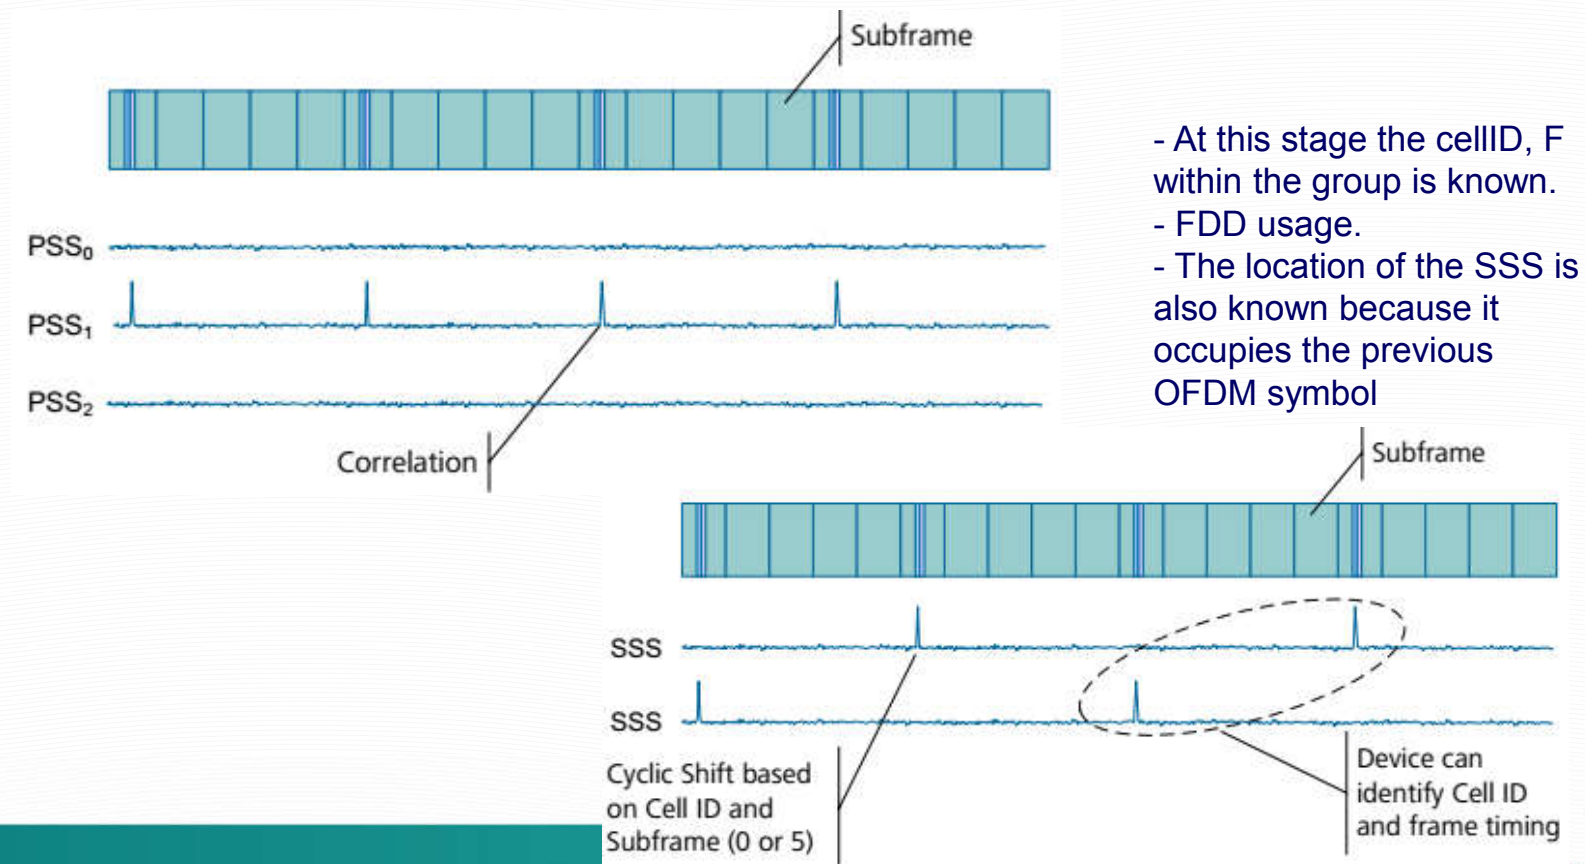 Subframe
- At this stage the cellID, F
within the group is known.
- FDD usage.
- The location of the SSS is
also known because it
occupies the previous
OFDM symbol
PSS0
PSS1
PSS2
Correlation
Subframe
SSS
SSS
Cyclic Shift based
on Cell ID and
Subframe (0 or 5)
Device can
identify Cell ID
and frame timing